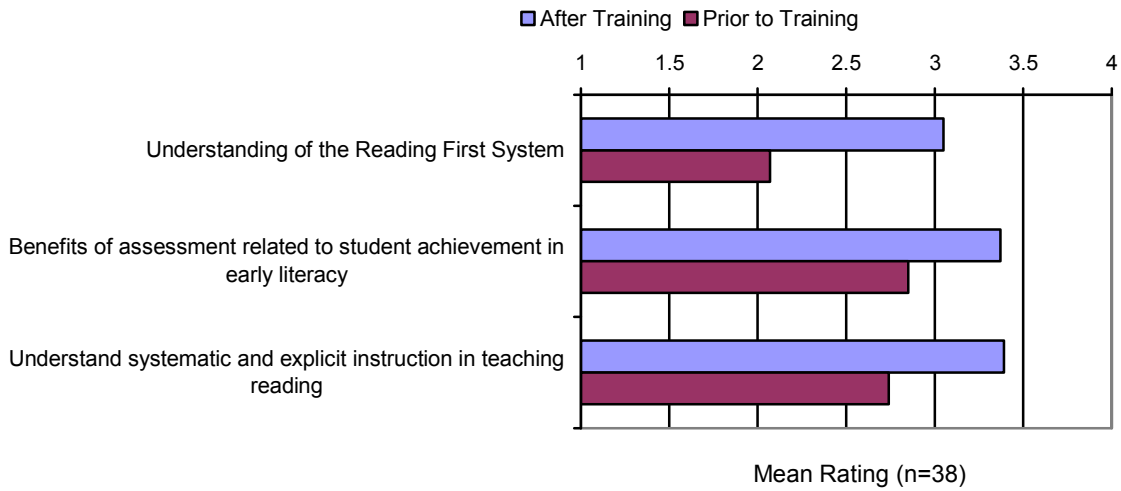 After Training Prior to Training
1 1.5 2 2.5 3 3.5 4
Understanding of the Reading First System
Benefits of assessment related to student achievement in
early literacy
Understand systematic and explicit instruction in teaching
reading
Mean Rating (n=38)